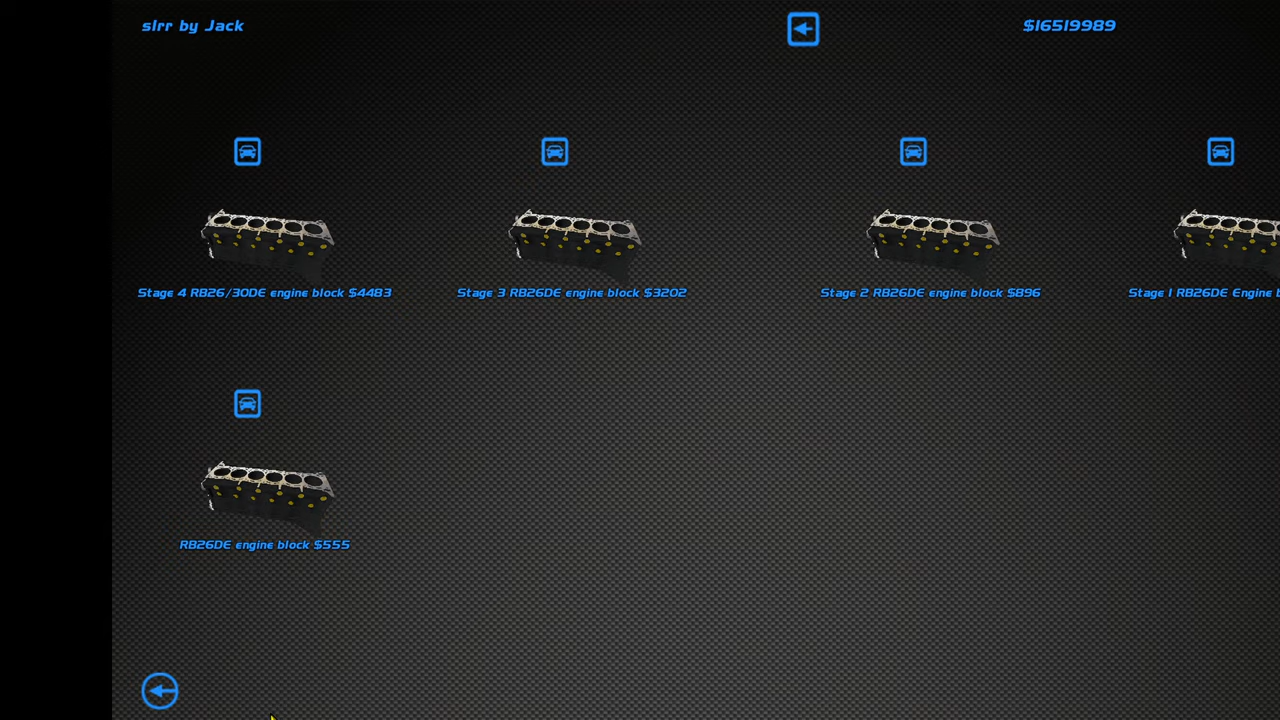 slrr by Jack
$16519989
Stage 4 RB26/30DE engine block $4483
Stage 3 RB26DE engine block $3202
Stage 2 RB26DE engine block $896
Stage 1 RB26DE Engine
RB26DE engine block $555